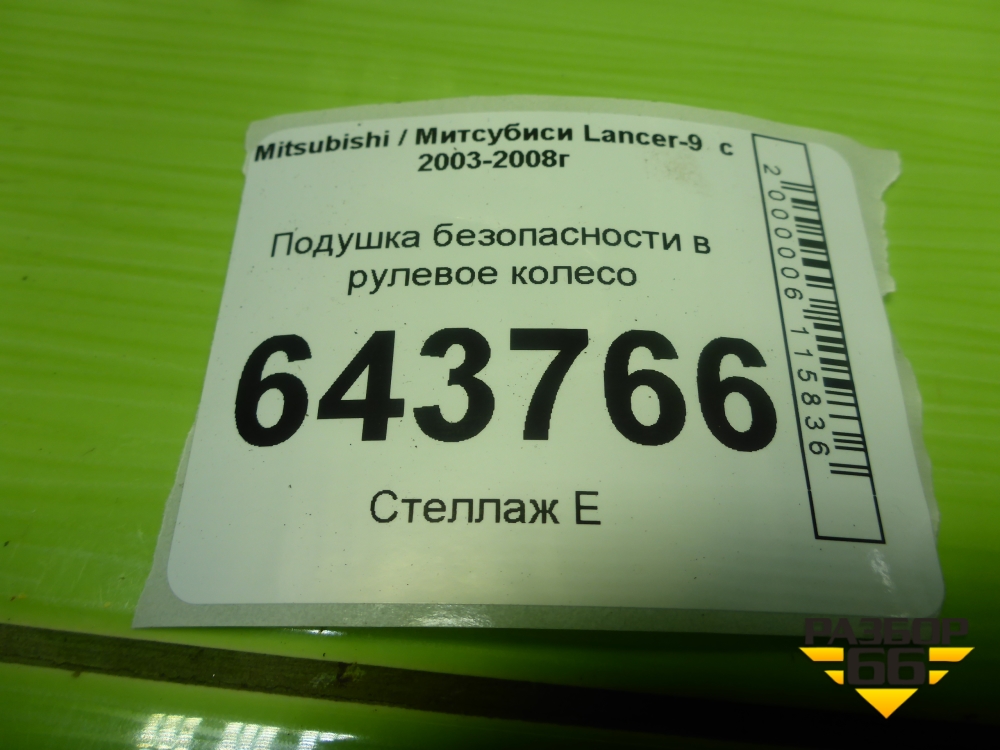 Mitsubishi / Митсубиси Lancer-9 с
2003-2008г
Подушка безопасности в
рулевое колесо
643766
Стеллаж Е
2000006115836
РАЗБОР
66